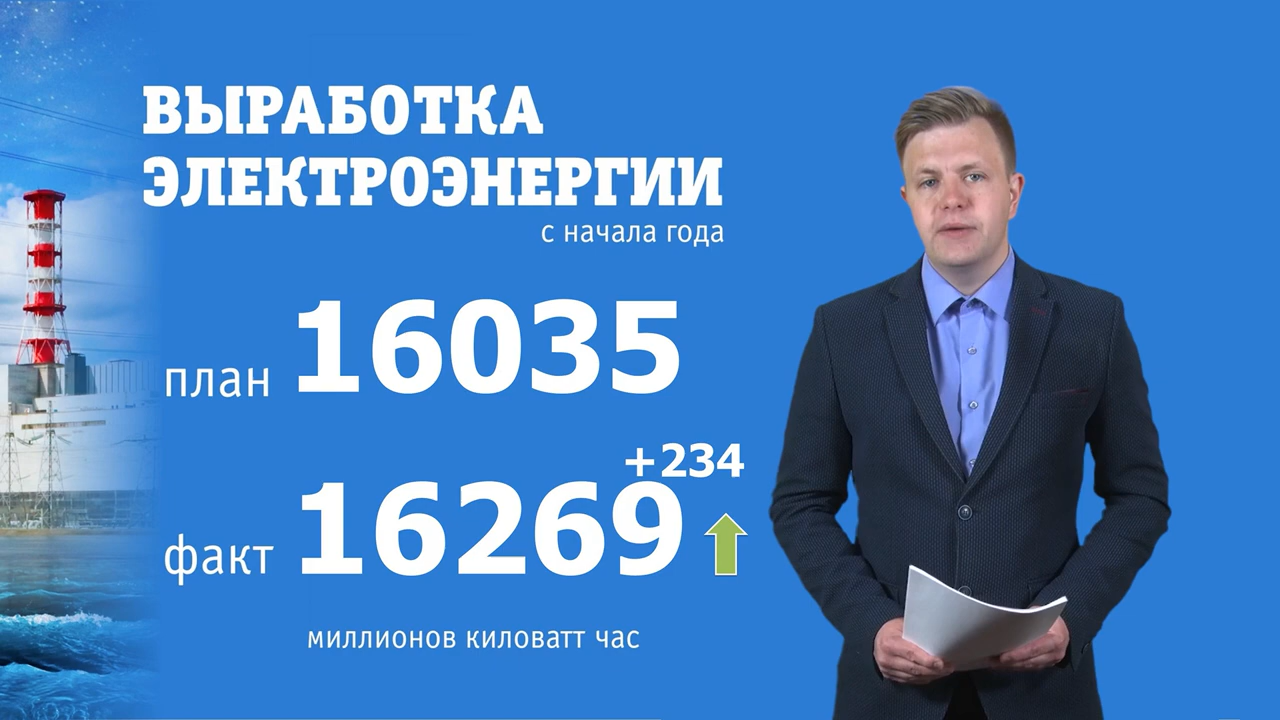 ВЫРАБОТКА
ЭЛЕКТРОЭНЕРГИИ
с начала года
план 16035
+234
факт 16269
миллионов киловатт час